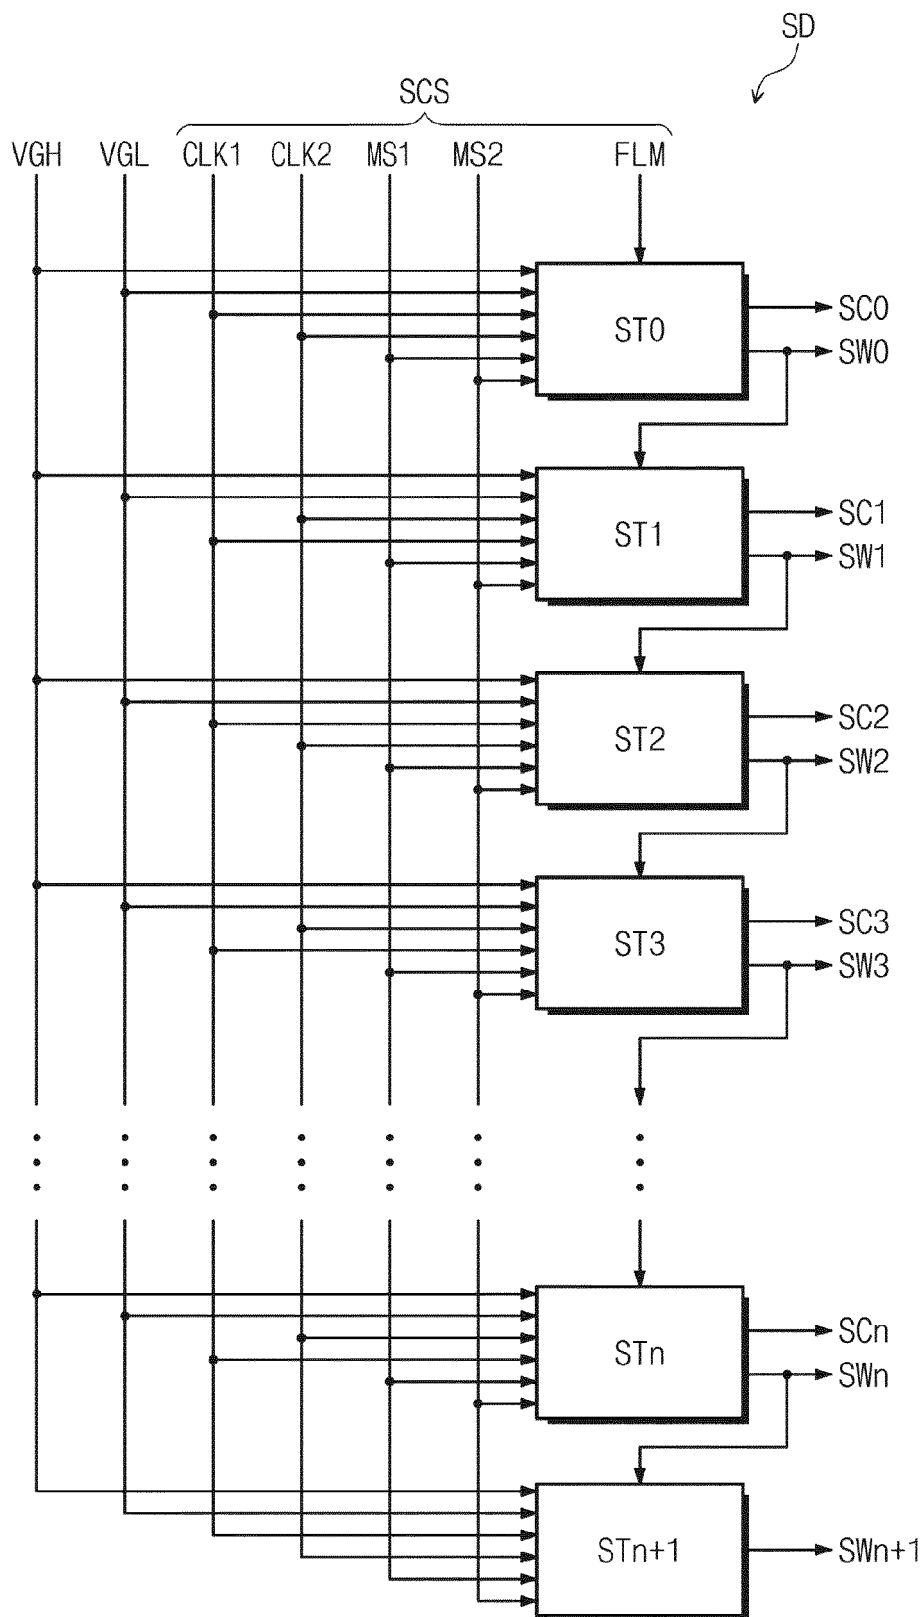 SD
SCS
VGH VGL CLK1 CLK2 MS1 MS2 FLM
ST0
SC0
SW0
ST1
SC1
SW1
ST2
SC2
SW2
ST3
SC3
SW3
STn
SCn
SWn
STn+1
SWn+1